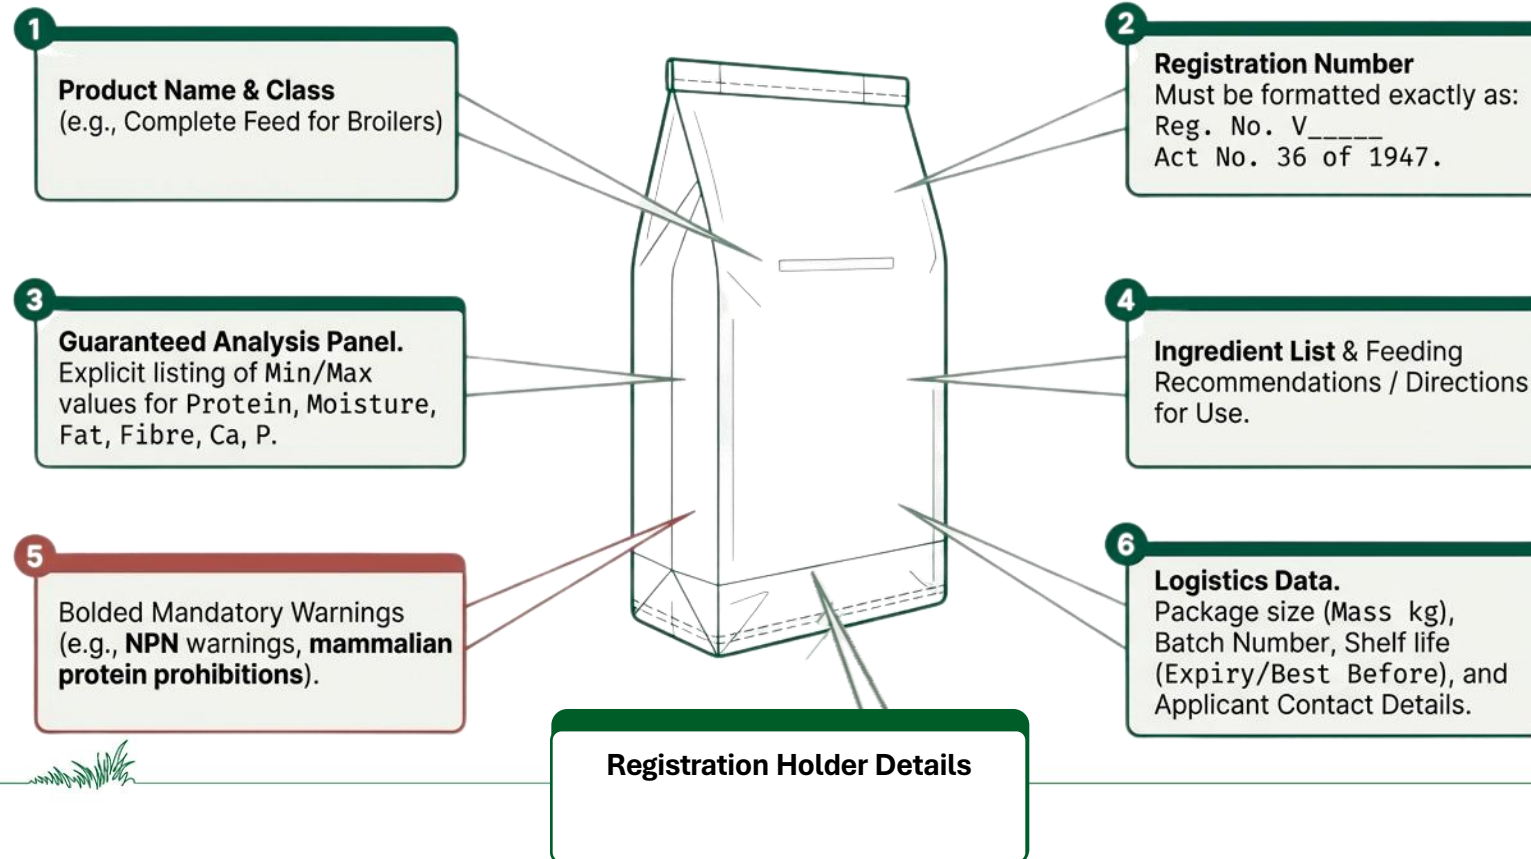 1
Product Name & Class
(e.g., Complete Feed for Broilers)
2
Registration Number
Must be formatted exactly as:
Reg. No. V_____
Act No. 36 of 1947.
3
Guaranteed Analysis Panel.
Explicit listing of Min/Max
values for Protein, Moisture,
Fat, Fibre, Ca, P.
4
Ingredient List & Feeding
Recommendations / Directions
for Use.
5
Bolded Mandatory Warnings
(e.g., NPN warnings, mammalian
protein prohibitions).
6
Logistics Data.
Package size (Mass kg),
Batch Number, Shelf life
(Expiry/Best Before), and
Applicant Contact Details.
Registration Holder Details